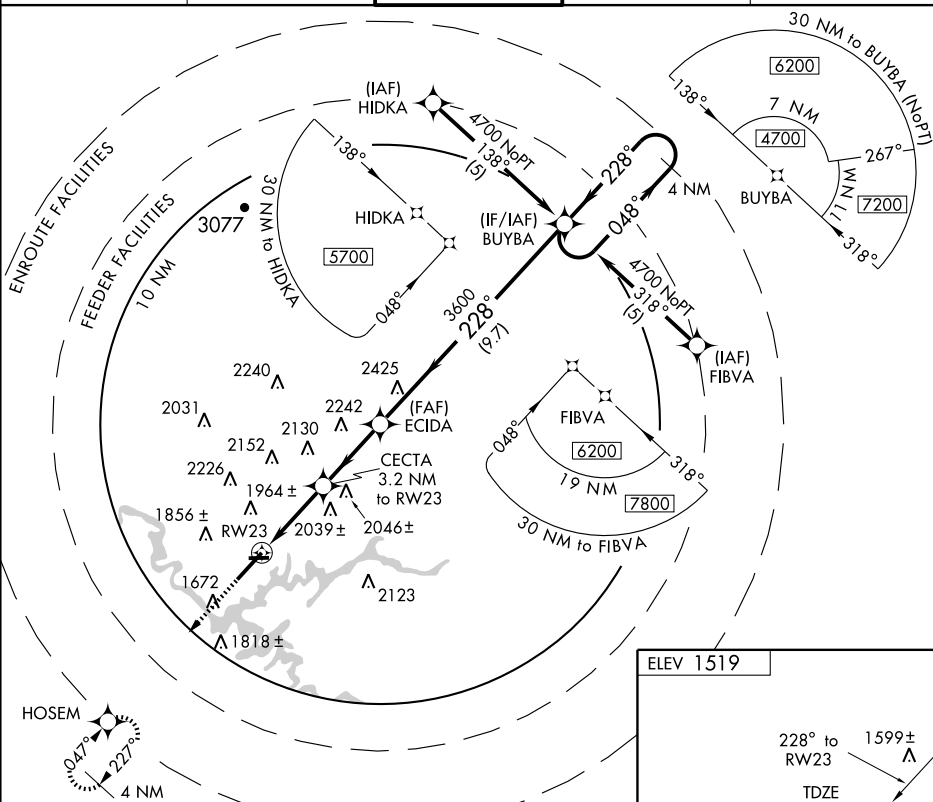 30 NM to BUYBA (NoPT)
6200
138°
7 NM
4700
267°
BUYBA
7200
318°
(IAF)
HIDKA
4700 NoPT
138°
(5)
228°
048°
4 NM
(IF/IAF)
BUYBA
ENROUTE FACILITIES
FEEDER FACILITIES
10 NM
3077
138°
HIDKA
30 NM to HIDKA
5700
048°
4700 NoPT
318°
(5)
(IAF)
FIBVA
3600
228°
(9.7)
2240
2425
2031
2242
(FAF)
ECIDA
2130
2152
2226
CECTA
3.2 NM
to RW23
1964 ±
1856 ±
RW23
2039 ±
2046 ±
048°
FIBVA
6200
318°
19 NM
7800
30 NM to FIBVA
1672
2123
1818 ±
HOSEM
047°
227°
4 NM
ELEV 1519
228° to
RW23
1599 ±
TDZE